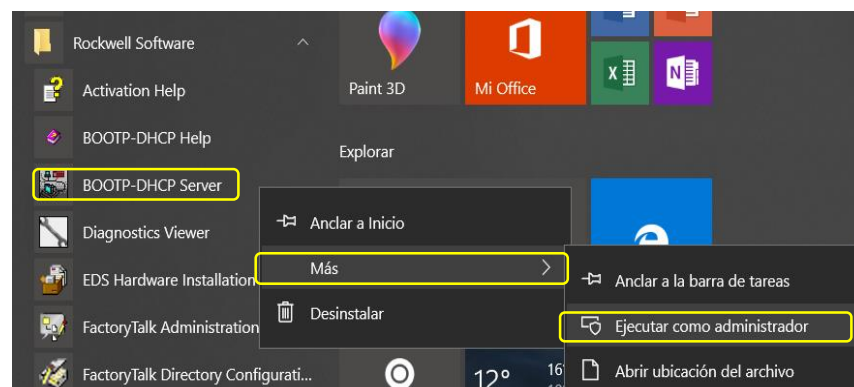 Rockwell Software
Activation Help
BOOTP-DHCP Help
BOOTP-DHCP Server
Diagnostics Viewer
EDS Hardware Installation
FactoryTalk Administration
FactoryTalk Directory Configurati...
Paint 3D
Mi Office
Explorar
Anclar a Inicio
Más
Desinstalar
Anclar a la barra de tareas
Ejecutar como administrador
Abrir ubicación del archivo
12°
16°